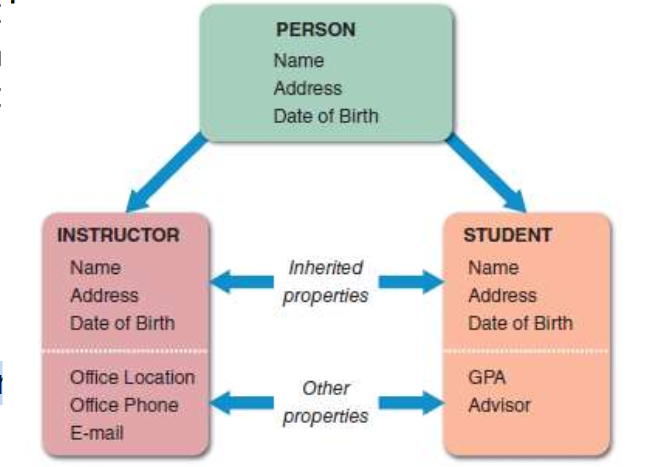 PERSON
Name
Address
Date of Birth
INSTRUCTOR
Name
Address
Date of Birth
Office Location
Office Phone
E-mail
Inherited
properties
Other
properties
STUDENT
Name
Address
Date of Birth
GPA
Advisor